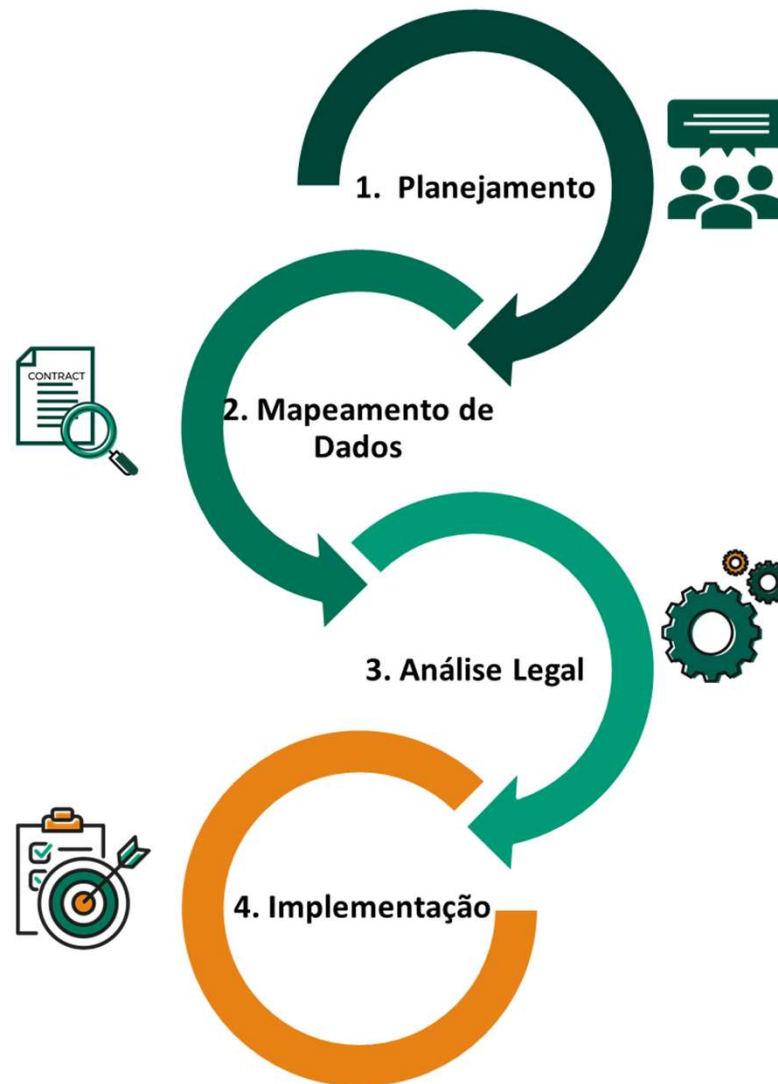 1. Planejamento
CONTRACT
2. Mapeamento de
Dados
3. Análise Legal
4. Implementação